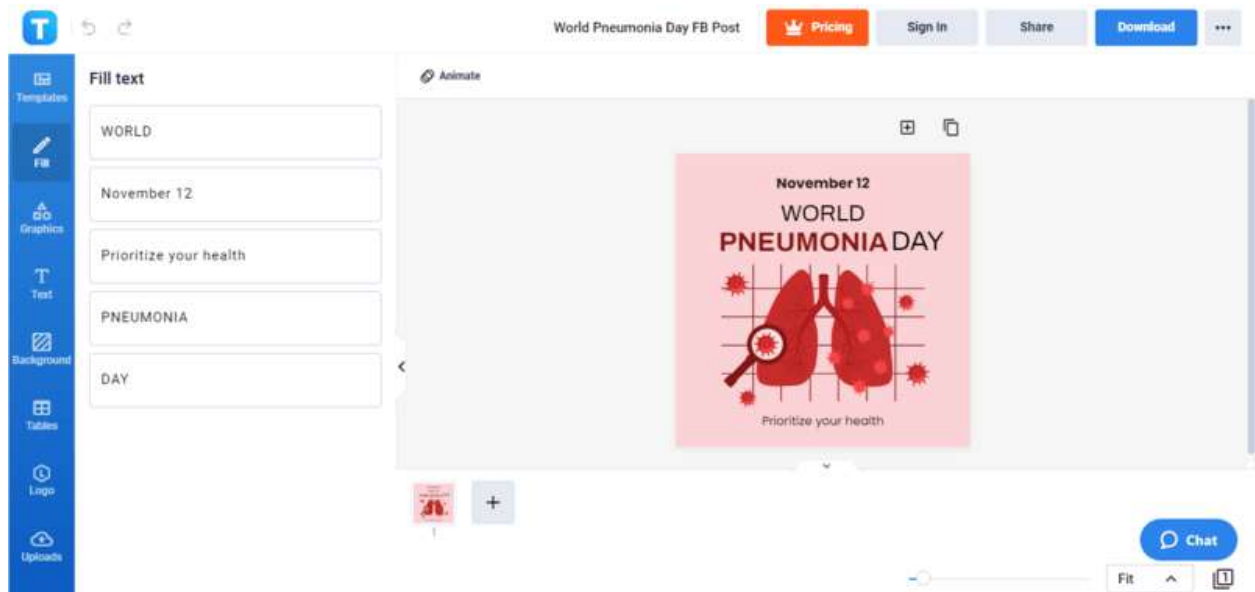 T
World Pneumonia Day FB Post
Pricing
Sign In
Share
Download
Templates
Fill
Graphics
Text
Background
Tables
Logo
Uploads
Fill text
WORLD
November 12
Prioritize your health
PNEUMONIA
DAY
Animate
November 12
WORLD
PNEUMONIA DAY
Prioritize your health
1
Chat
Fit
1